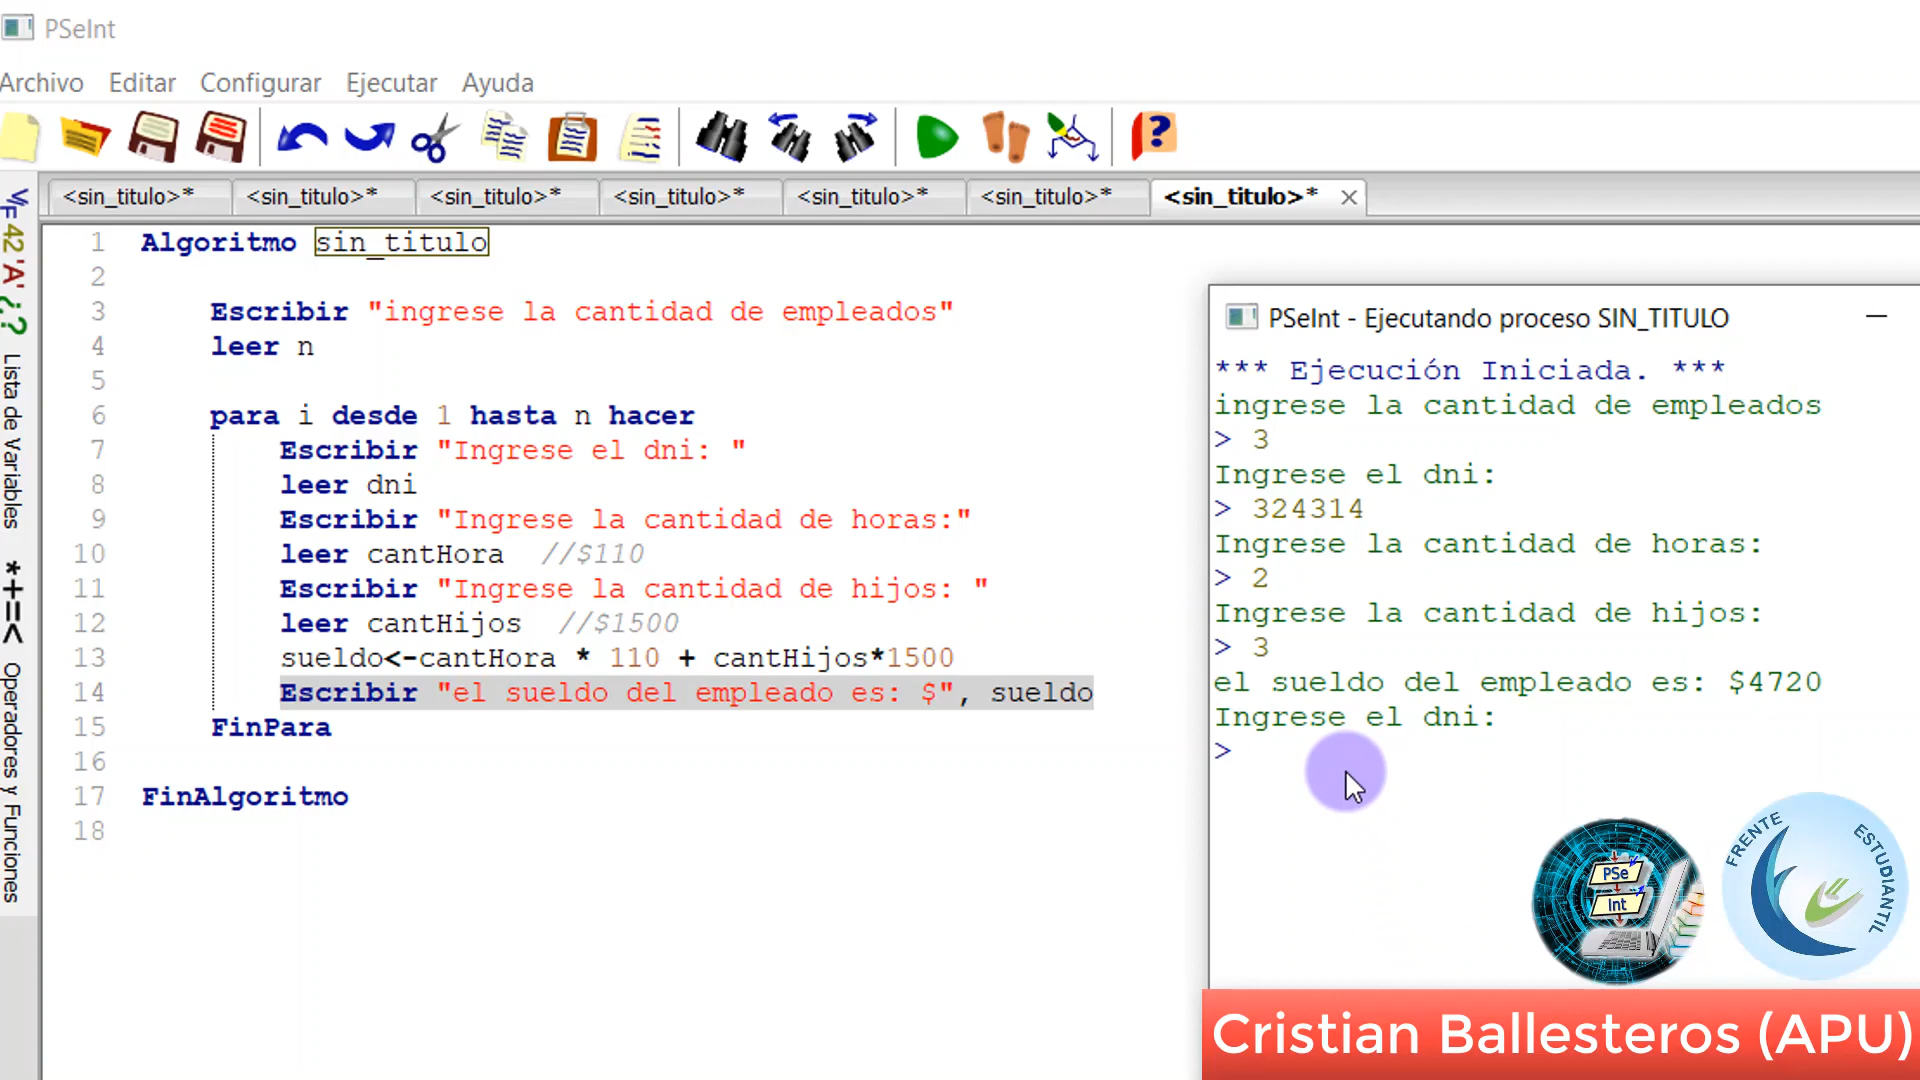 PSeInt
Archivo Editar Configurar Ejecutar Ayuda
<sin_titulo>* <sin_titulo>* <sin_titulo>* <sin_titulo>* <sin_titulo>* <sin_titulo>* <sin_titulo>*
VF 42 'A' ¿? Lista de Variables
*+=< Operadores y Funciones
1 Algoritmo sin_titulo
2
3 Escribir "ingrese la cantidad de empleados"
4 leer n
5
6 para i desde 1 hasta n hacer
7 Escribir "Ingrese el dni: "
8 leer dni
9 Escribir "Ingrese la cantidad de horas:"
10 leer cantHora //$110
11 Escribir "Ingrese la cantidad de hijos: "
12 leer cantHijos //$1500
13 sueldo<-cantHora * 110 + cantHijos*1500
14 Escribir "el sueldo del empleado es: $", sueldo
15 FinPara
16
17 FinAlgoritmo
18
PSeInt - Ejecutando proceso SIN_TITULO
*** Ejecución Iniciada. ***
ingrese la cantidad de empleados
> 3
Ingrese el dni:
> 324314
Ingrese la cantidad de horas:
> 2
Ingrese la cantidad de hijos:
> 3
el sueldo del empleado es: $4720
Ingrese el dni:
>
PSe
Int
FRENTE ESTUDIANTIL
Cristian Ballesteros (APU)